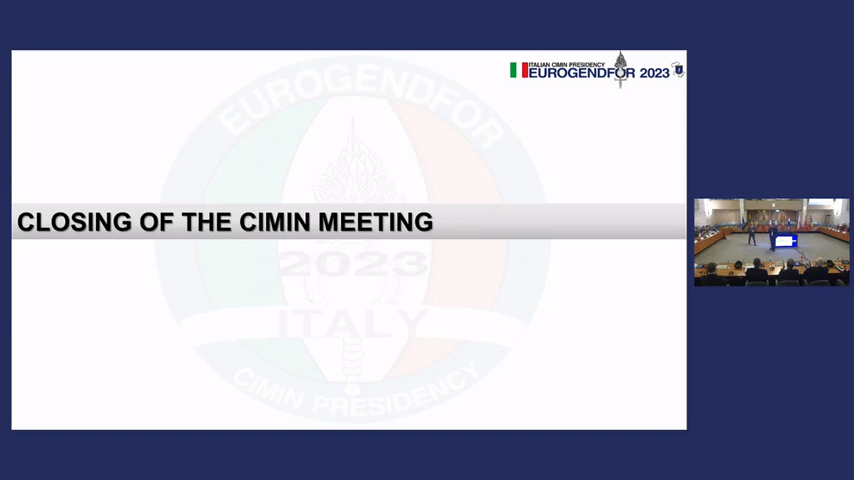 ITALIAN CIMIN PRESIDENCY
EUROGENDFOR 2023
CLOSING OF THE CIMIN MEETING
EUROGENDFOR
2023
ITALY
CIMIN PRESIDENCY